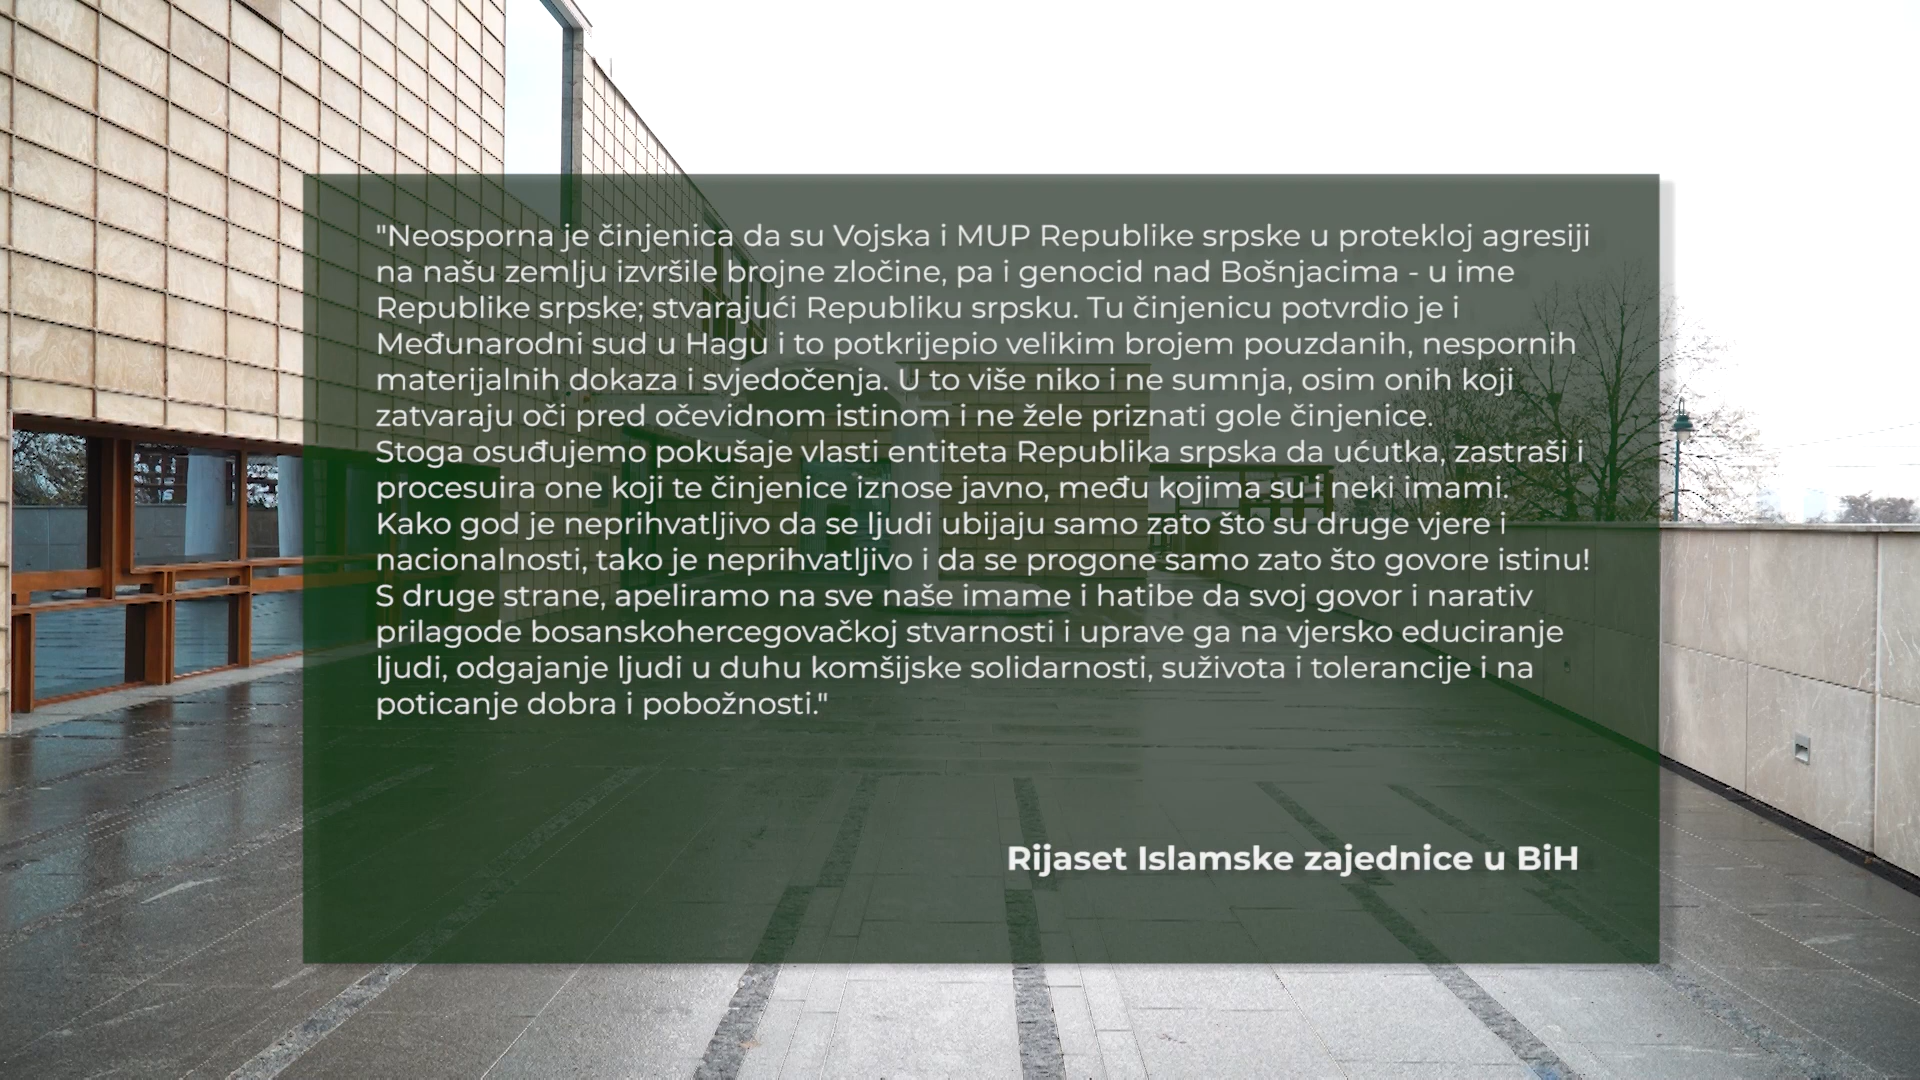 "Neosporna je činjenica da su Vojska i MUP Republike srpske u protekloj agresiji
na našu zemlju izvršile brojne zločine, pa i genocid nad Bošnjacima - u ime
Republike srpske; stvarajući Republiku srpsku. Tu činjenicu potvrdio je i
Međunarodni sud u Hagu i to potkrijepio velikim brojem pouzdanih, nespornih
materijalnih dokaza i svjedočenja. U to više niko i ne sumnja, osim onih koji
zatvaraju oči pred očevidnom istinom i ne žele priznati gole činjenice.
Stoga osuđujemo pokušaje vlasti entiteta Republika srpska da ućutka, zastraši i
procesuira one koji te činjenice iznose javno, među kojima su i neki imami.
Kako god je neprihvatljivo da se ljudi ubijaju samo zato što su druge vjere i
nacionalnosti, tako je neprihvatljivo i da se progone samo zato što govore istinu!
S druge strane, apeliramo na sve naše imame i hatibe da svoj govor i narativ
prilagode bosanskohercegovačkoj stvarnosti i uprave ga na vjersko educiranje
ljudi, odgajanje ljudi u duhu komšijske solidarnosti, suživota i tolerancije i na
poticanje dobra i pobožnosti."
Rijaset Islamske zajednice u BiH